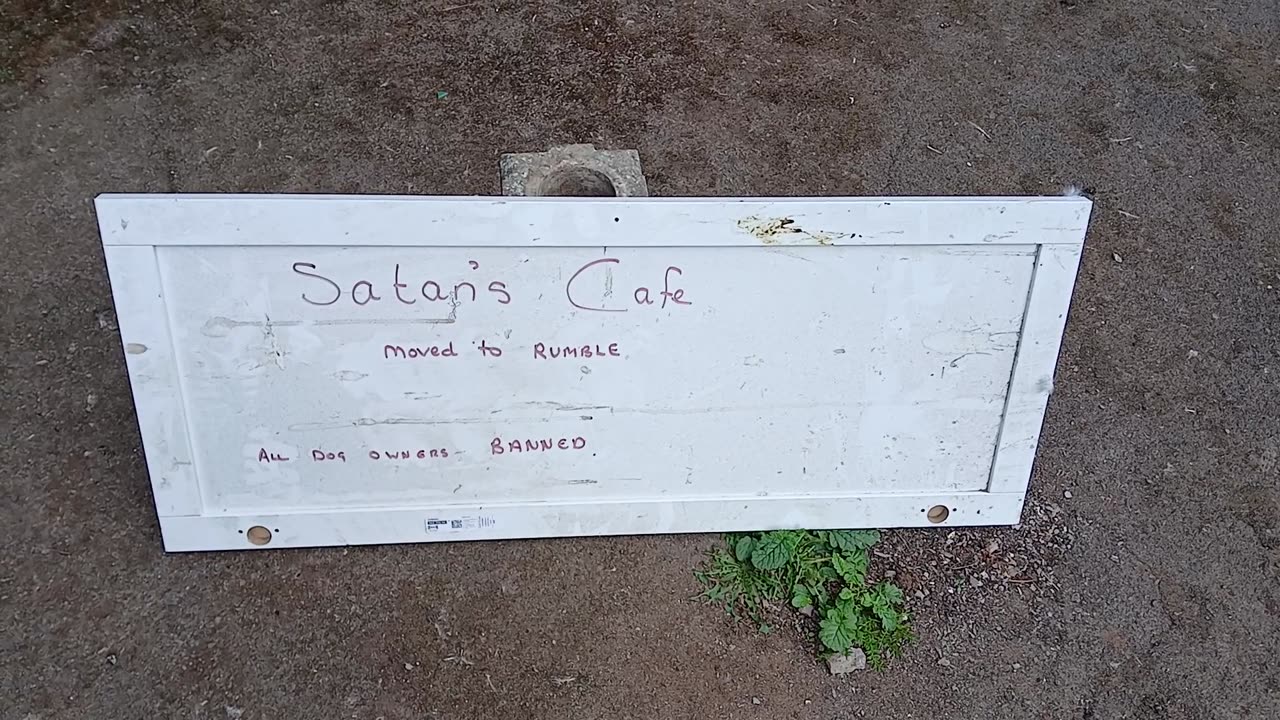 Satan's Cafe
moved to RUMBLE.
ALL DOG OWNERS - BANNED.